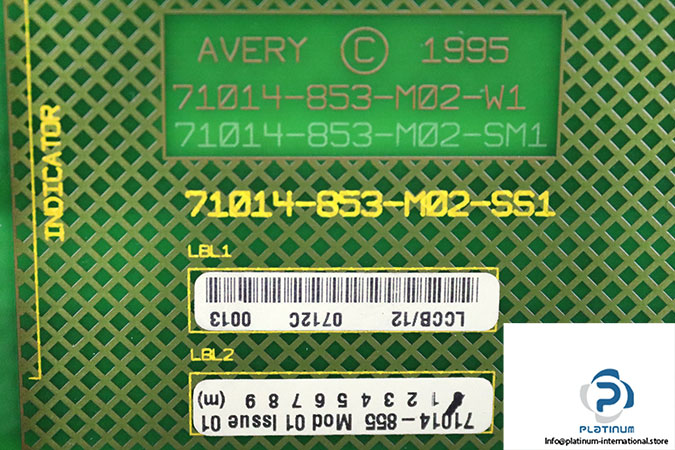 AVERY © 1995
71014-853-M02-W1
71014-853-M02-SM1
INDICATOR
71014-853-M02-SS1
LBL1
LCCB/12 0712C 0013
LBL2
71014-855 Mod 01 Issue 01
1 2 3 4 5 6 7 8 9 (m)
PLATINUM
Info@platinum-international.store